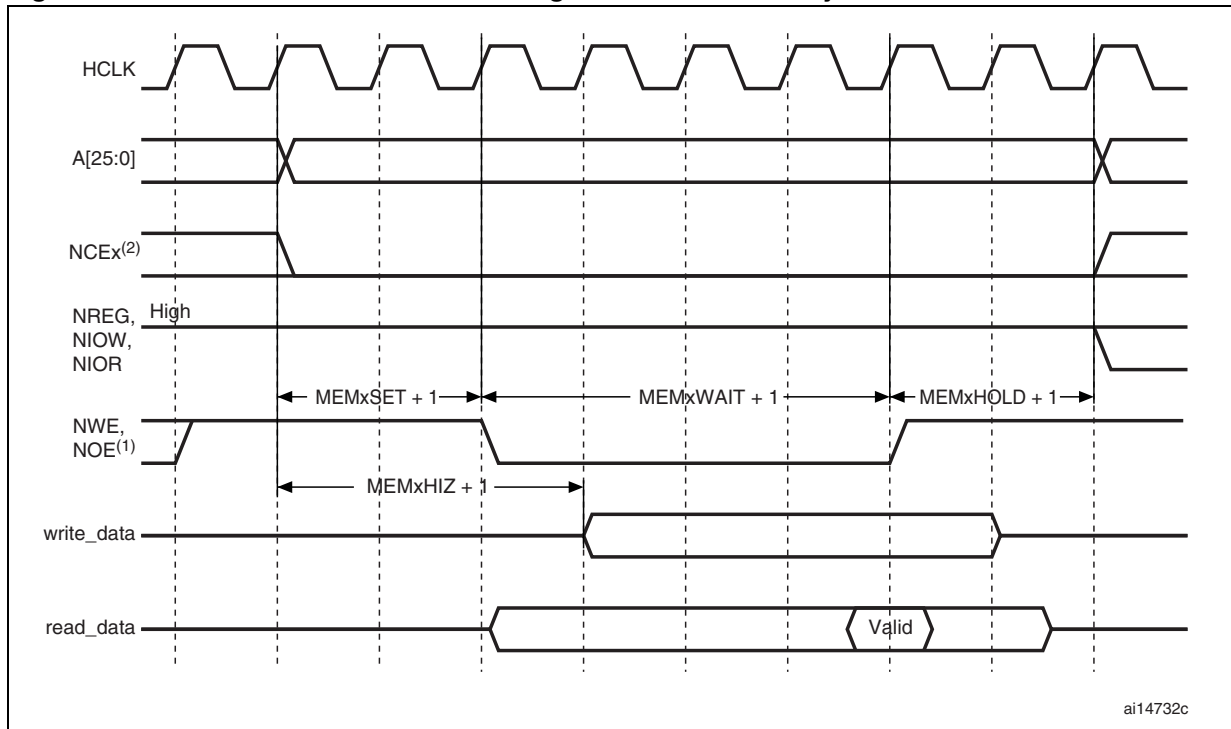 HCLK
A[25:0]
NCEx(2)
NREG, High
NIOW,
NIOR
MEMxSET + 1 MEMxWAIT + 1 MEMxHOLD + 1
NWE,
NOE(1)
MEMxHIZ + 1
write_data
read_data Valid
ai14732c